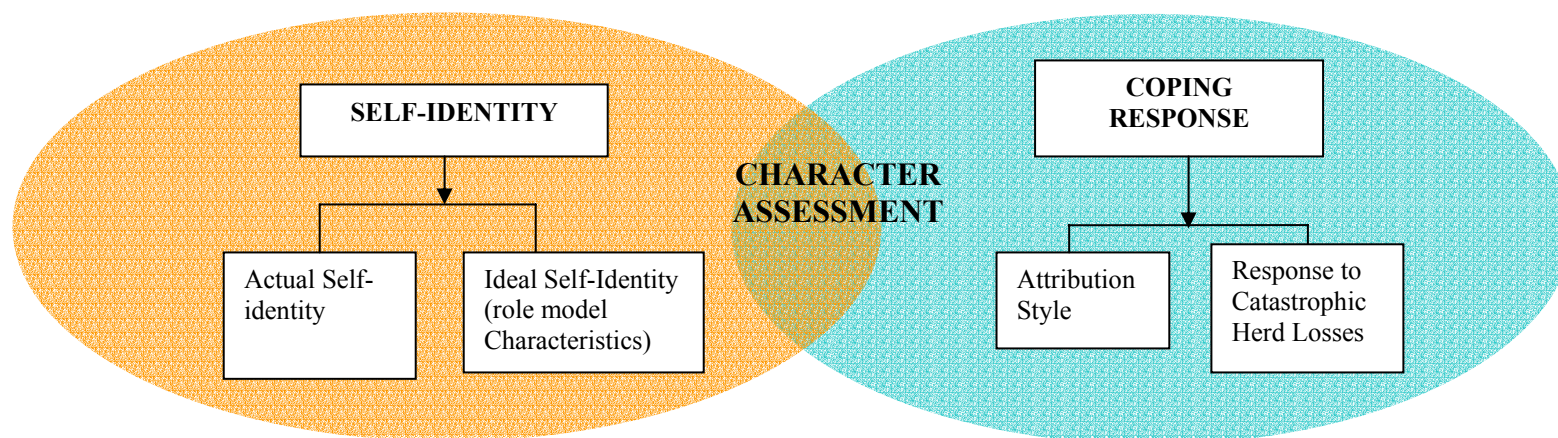 SELF-IDENTITY
Actual Self-
identity
Ideal Self-Identity
(role model
Characteristics)
CHARACTER
ASSESSMENT
COPING
RESPONSE
Attribution
Style
Response to
Catastrophic
Herd Losses